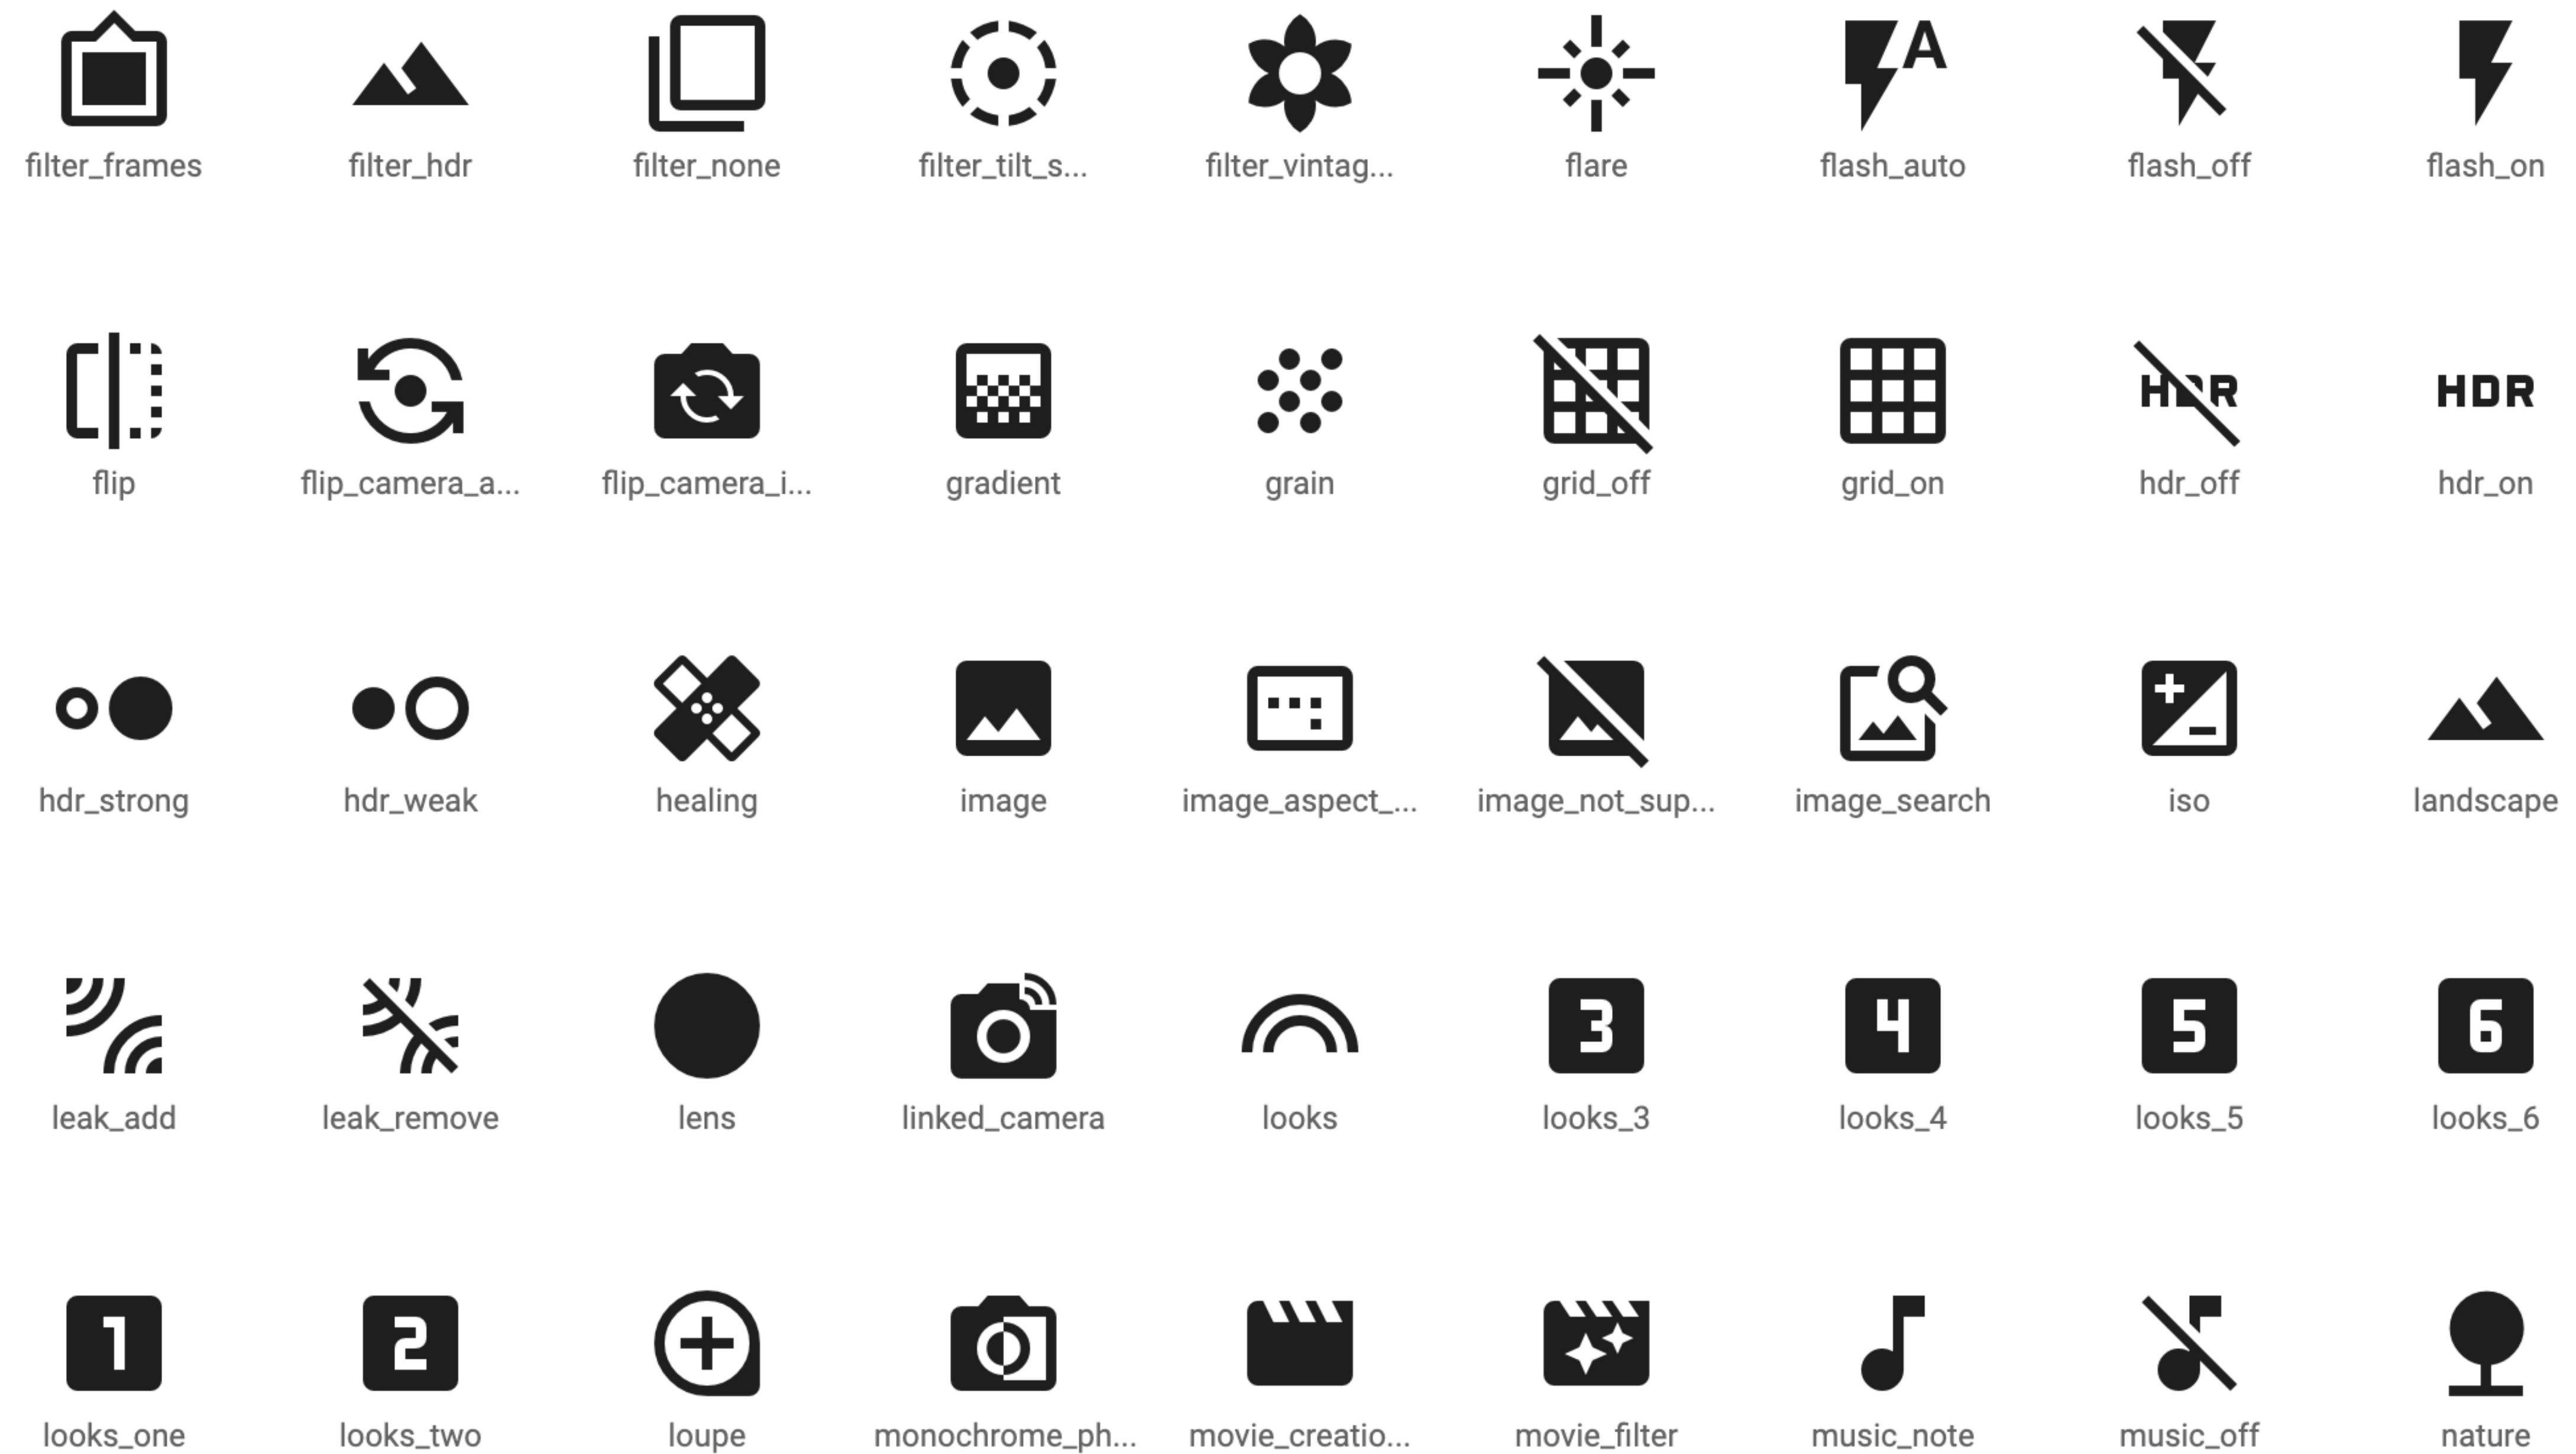 A
filter_frames filter_hdr filter_none filter_tilt_s... filter_vintag... flare flash_auto flash_off flash_on
HDR HDR
flip flip_camera_a... flip_camera_i... gradient grain grid_off grid_on hdr_off hdr_on
hdr_strong hdr_weak healing image image_aspect_... image_not_sup... image_search iso landscape
3 4 5 6
leak_add leak_remove lens linked_camera looks looks_3 looks_4 looks_5 looks_6
1 2
looks_one looks_two loupe monochrome_ph... movie_creatio... movie_filter music_note music_off nature